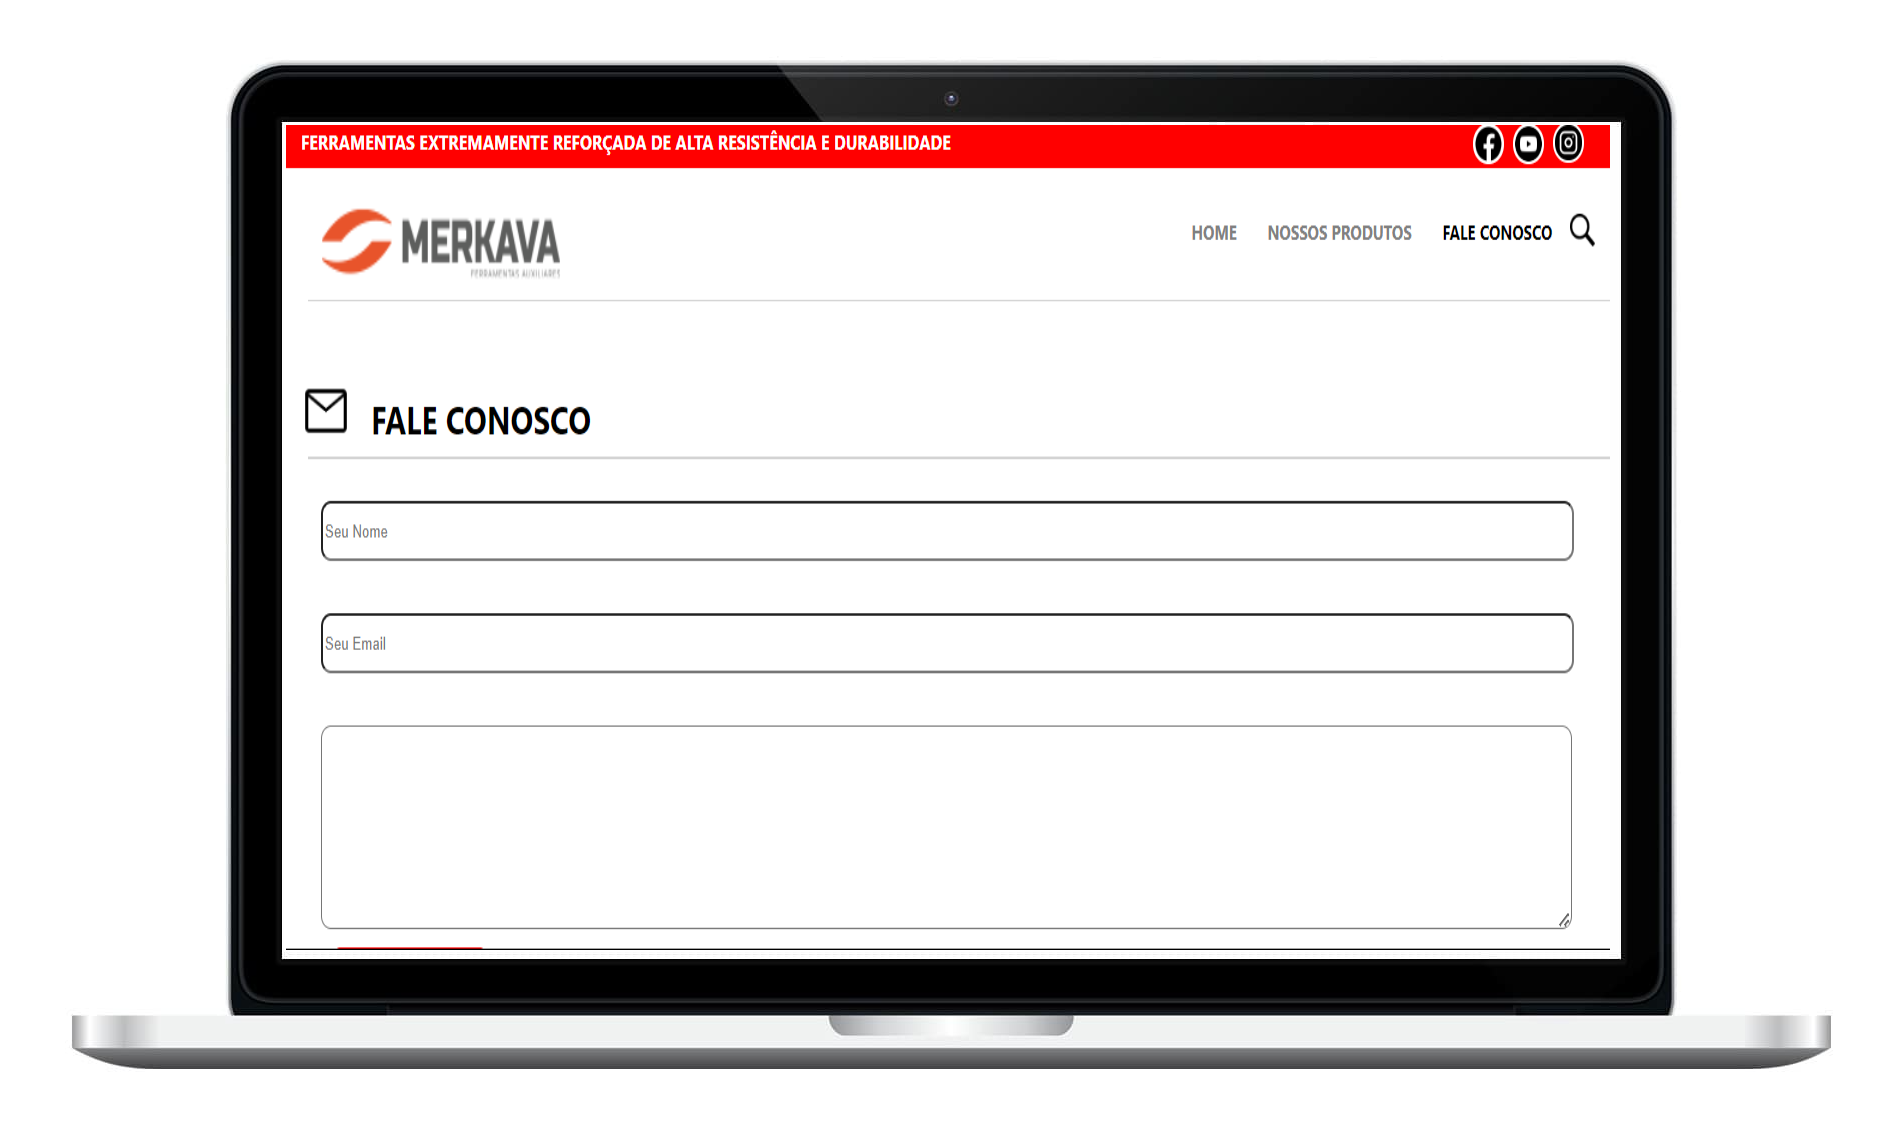 FERRAMENTAS EXTREMAMENTE REFORÇADA DE ALTA RESISTÊNCIA E DURABILIDADE
MERKAVA
FERRAMENTAS AUXILIARES
HOME NOSSOS PRODUTOS FALE CONOSCO
FALE CONOSCO
Seu Nome
Seu Email